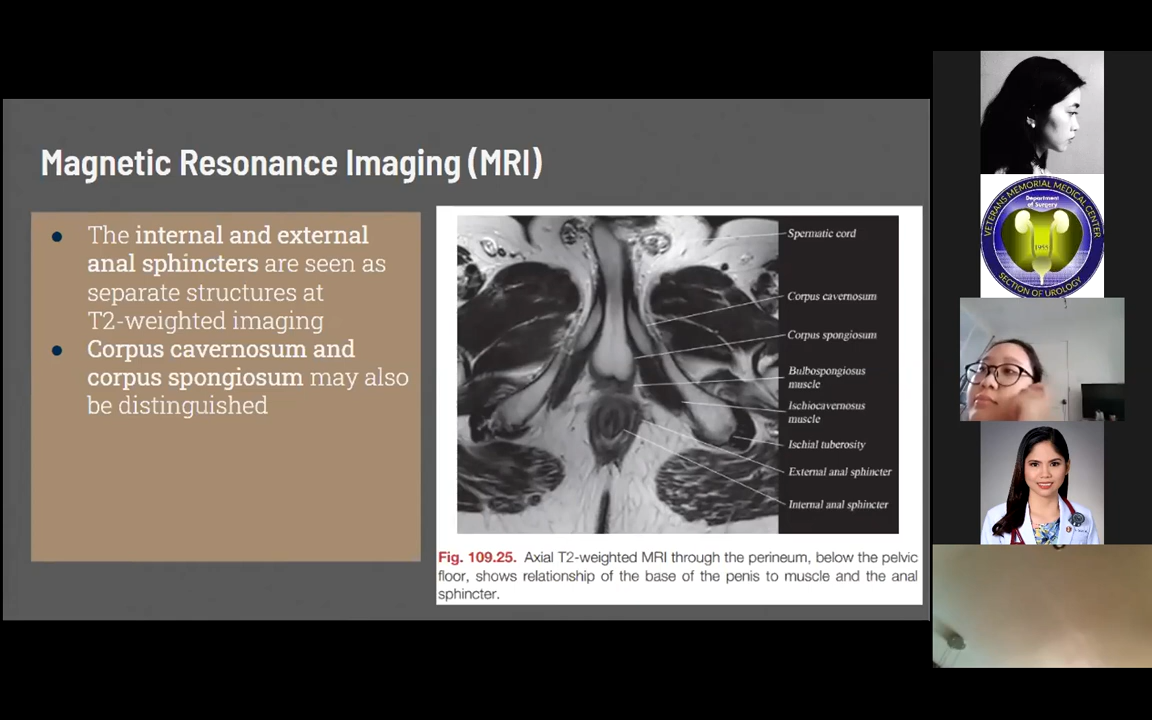 Magnetic Resonance Imaging (MRI)
● The internal and external
anal sphincters are seen as
separate structures at
T2-weighted imaging
● Corpus cavernosum and
corpus spongiosum may also
be distinguished
Spermatic cord
Corpus cavernosum
Corpus spongiosum
Bulbospongiosus
muscle
Ischiocavernosus
muscle
Ischial tuberosity
External anal sphincter
Internal anal sphincter
Fig. 109.25. Axial T2-weighted MRI through the perineum, below the pelvic
floor, shows relationship of the base of the penis to muscle and the anal
sphincter.
VETERANS MEMORIAL MEDICAL CENTER
Department
of Surgery
1955
SECTION OF UROLOGY